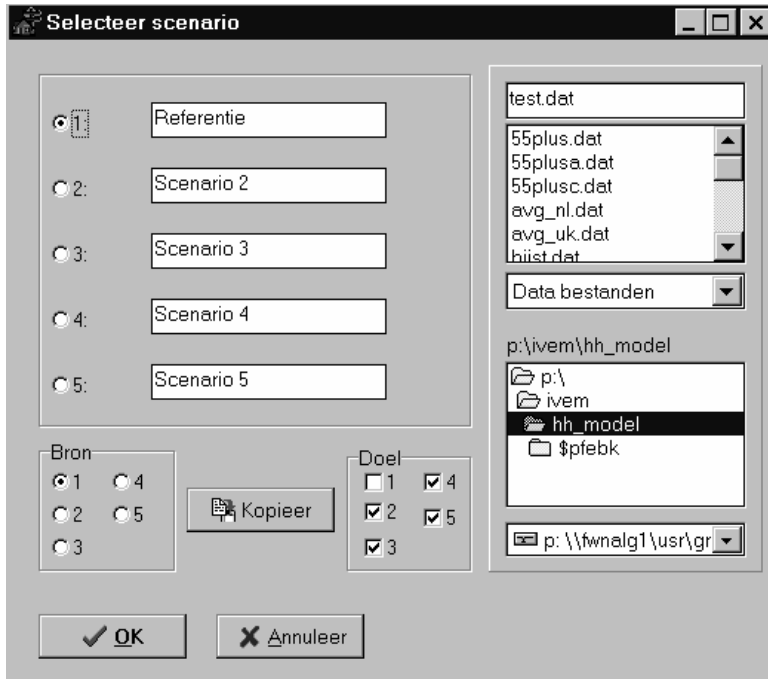 Selecteer scenario
1: Referentie
2: Scenario 2
3: Scenario 3
4: Scenario 4
5: Scenario 5
Bron
1 4
2 5
3
Kopieer
Doel
1 4
2 5
3
OK
Annuleer
test.dat
55plus.dat
55plusa.dat
55plusc.dat
avg_nl.dat
avg_uk.dat
Data bestanden
p:\ivem\hh_model
p:\
ivem
hh_model
$pfebk
p: \\fwnalg1\usr\gr